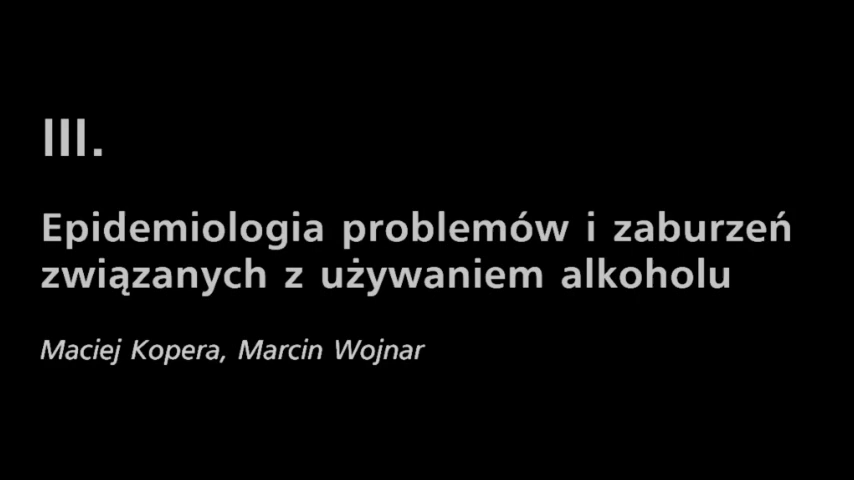 III.
Epidemiologia problemów i zaburzeń
związanych z używaniem alkoholu
Maciej Kopera, Marcin Wojnar